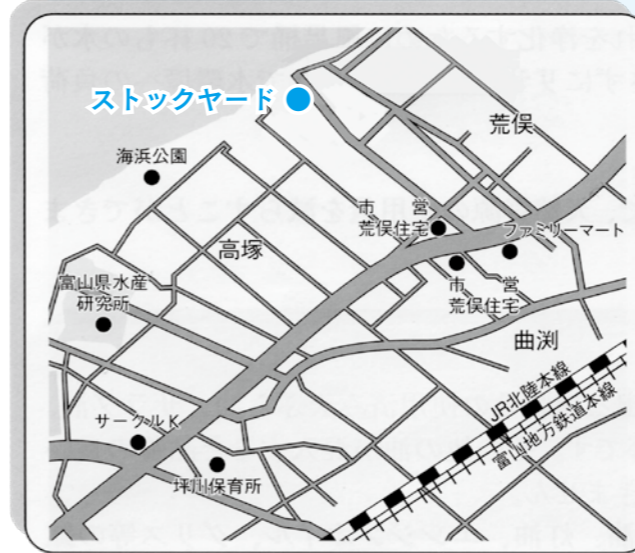 ストックヤード
荒俣
海浜公園
市営
荒俣住宅
ファミリーマート
高塚
富山県水産
研究所
市営
荒俣住宅
曲渕
JR北陸本線
富山地方鉄道本線
サークルK
坪川保育所